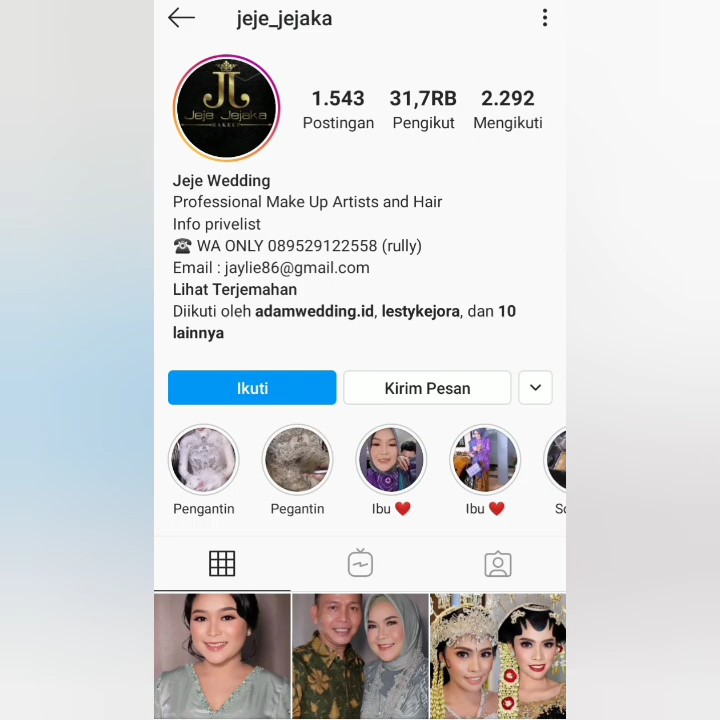 jeje_jejaka
JJ
Jeje Jejaka
1.543 31,7RB 2.292
Postingan Pengikut Mengikuti
Jeje Wedding
Professional Make Up Artists and Hair
Info privelist
☎ WA ONLY 089529122558 (rully)
Email : jaylie86@gmail.com
Lihat Terjemahan
Diikuti oleh adamwedding.id, lestykejora, dan 10
lainnya
Ikuti Kirim Pesan
Pengantin Pegantin Ibu ❤️ Ibu ❤️